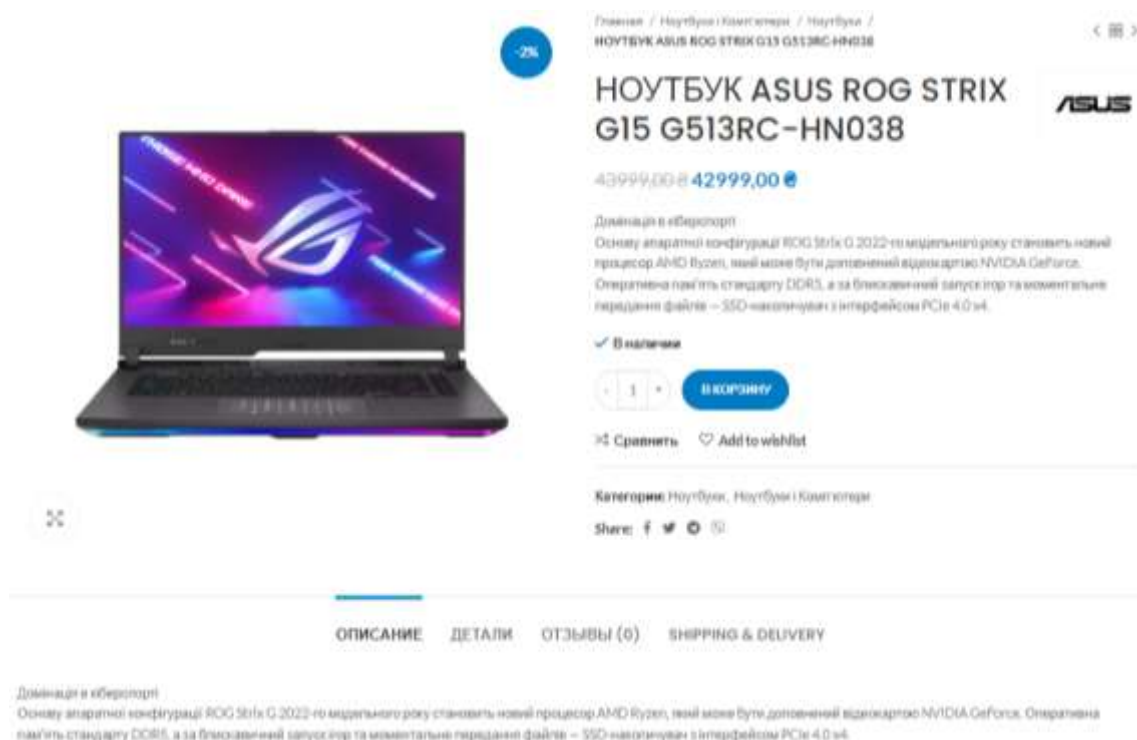 -2%
Главная / Ноутбуки і Комп'ютери / Ноутбуки /
НОУТБУК ASUS ROG STRIX G15 G513RC-HN038
НОУТБУК ASUS ROG STRIX
G15 G513RC-HN038
ASUS
43999,00 ₴ 42999,00 ₴
Домінація в кіберспорті
Основу апаратної конфігурації ROG Strix G 2022-го модельного року становить новий
процесор AMD Ryzen, який може бути доповнений відеокартою NVIDIA GeForce.
Оперативна пам'ять стандарту DDR5, а за блискавичний запуск ігор та моментальне
передання файлів — SSD-накопичувач з інтерфейсом PCIe 4.0 x4.
В наличии
- 1 +
В КОРЗИНУ
Сравнить Add to wishlist
Категории: Ноутбуки, Ноутбуки і Комп'ютери
Share:
ОПИСАНИЕ ДЕТАЛИ ОТЗЫВЫ (0) SHIPPING & DELIVERY
Домінація в кіберспорті
Основу апаратної конфігурації ROG Strix G 2022-го модельного року становить новий процесор AMD Ryzen, який може бути доповнений відеокартою NVIDIA GeForce. Оперативна
пам'ять стандарту DDR5, а за блискавичний запуск ігор та моментальне передання файлів — SSD-накопичувач з інтерфейсом PCIe 4.0 x4.